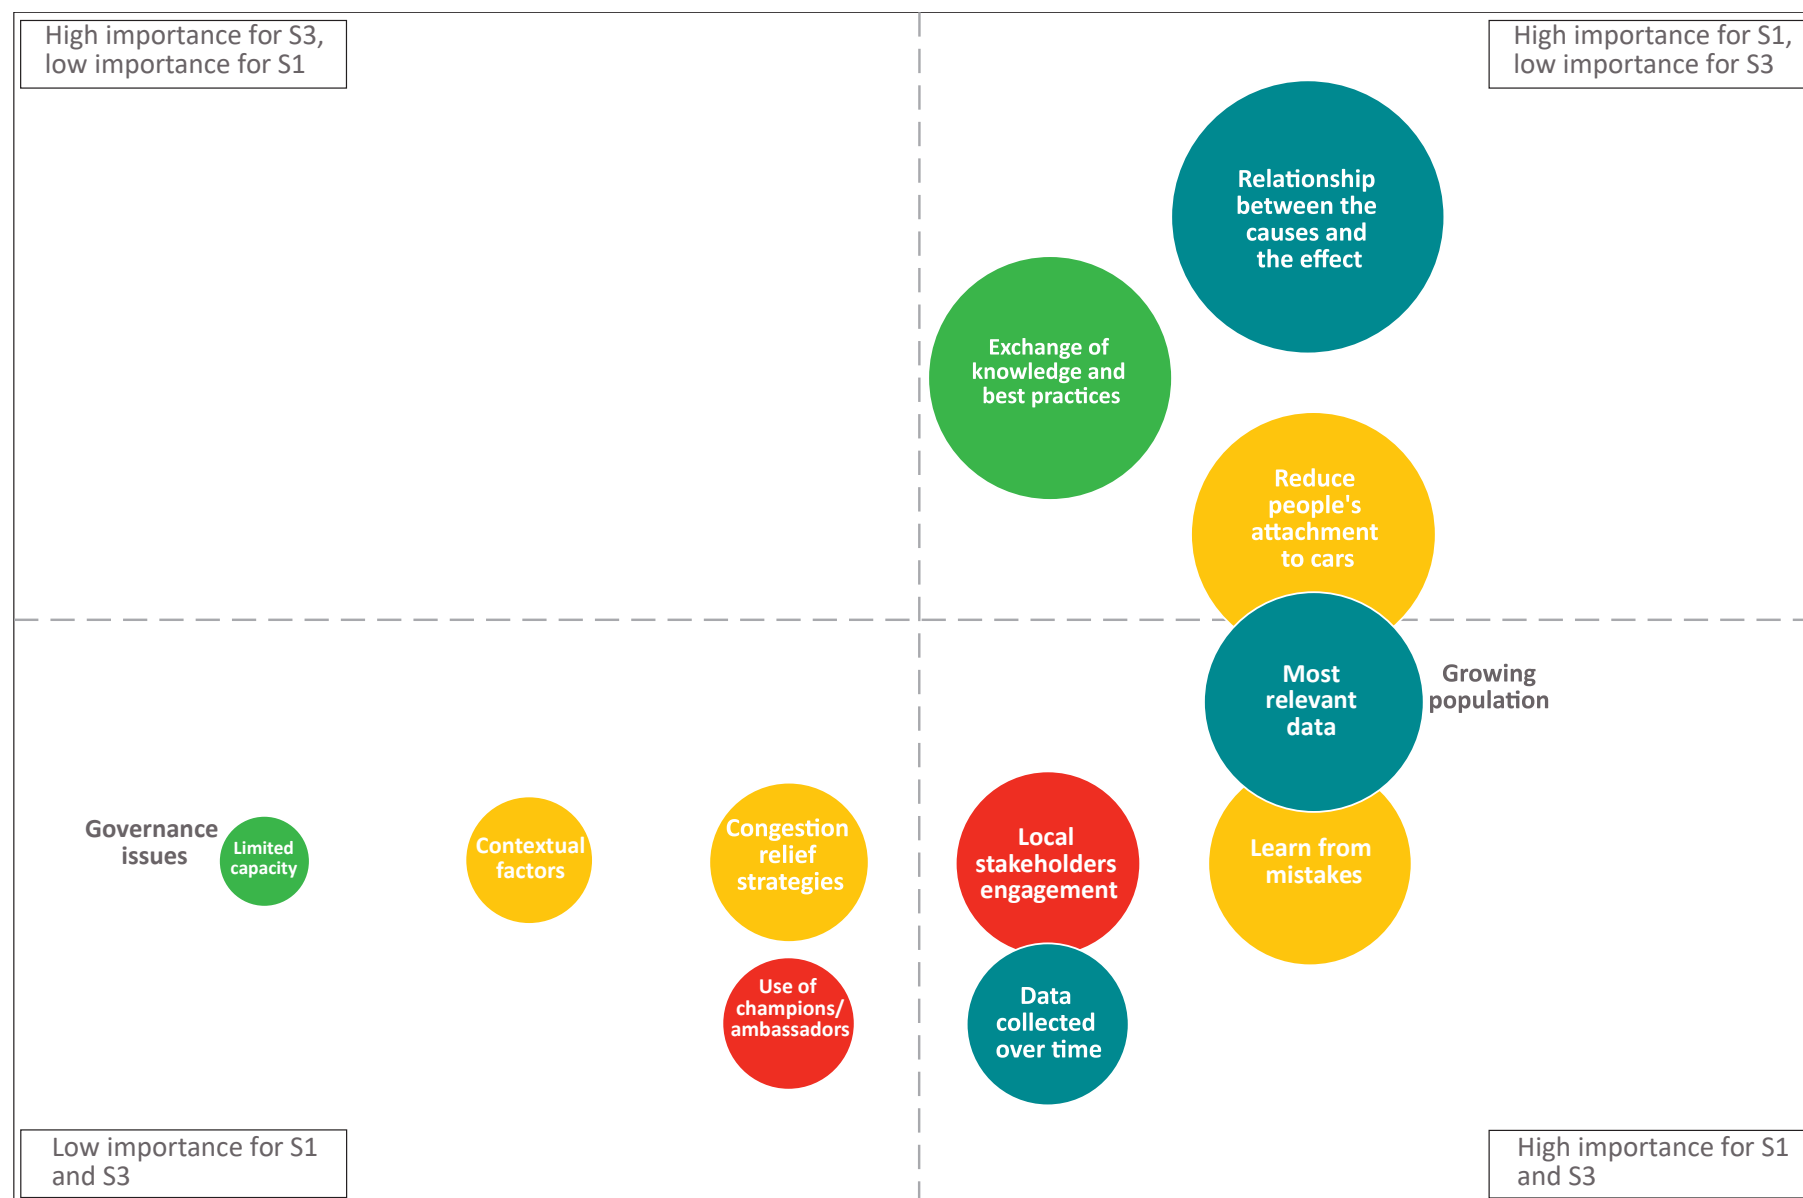 High importance for S3,
low importance for S1
High importance for S1,
low importance for S3
Relationship
between the
causes and
the effect
Exchange of
knowledge and
best practices
Reduce
people's
attachment
to cars
Most
relevant
data
Growing
population
Governance
issues
Limited
capacity
Contextual
factors
Congestion
relief
strategies
Local
stakeholders
engagement
Learn from
mistakes
Use of
champions/
ambassadors
Data
collected
over time
Low importance for S1
and S3
High importance for S1
and S3